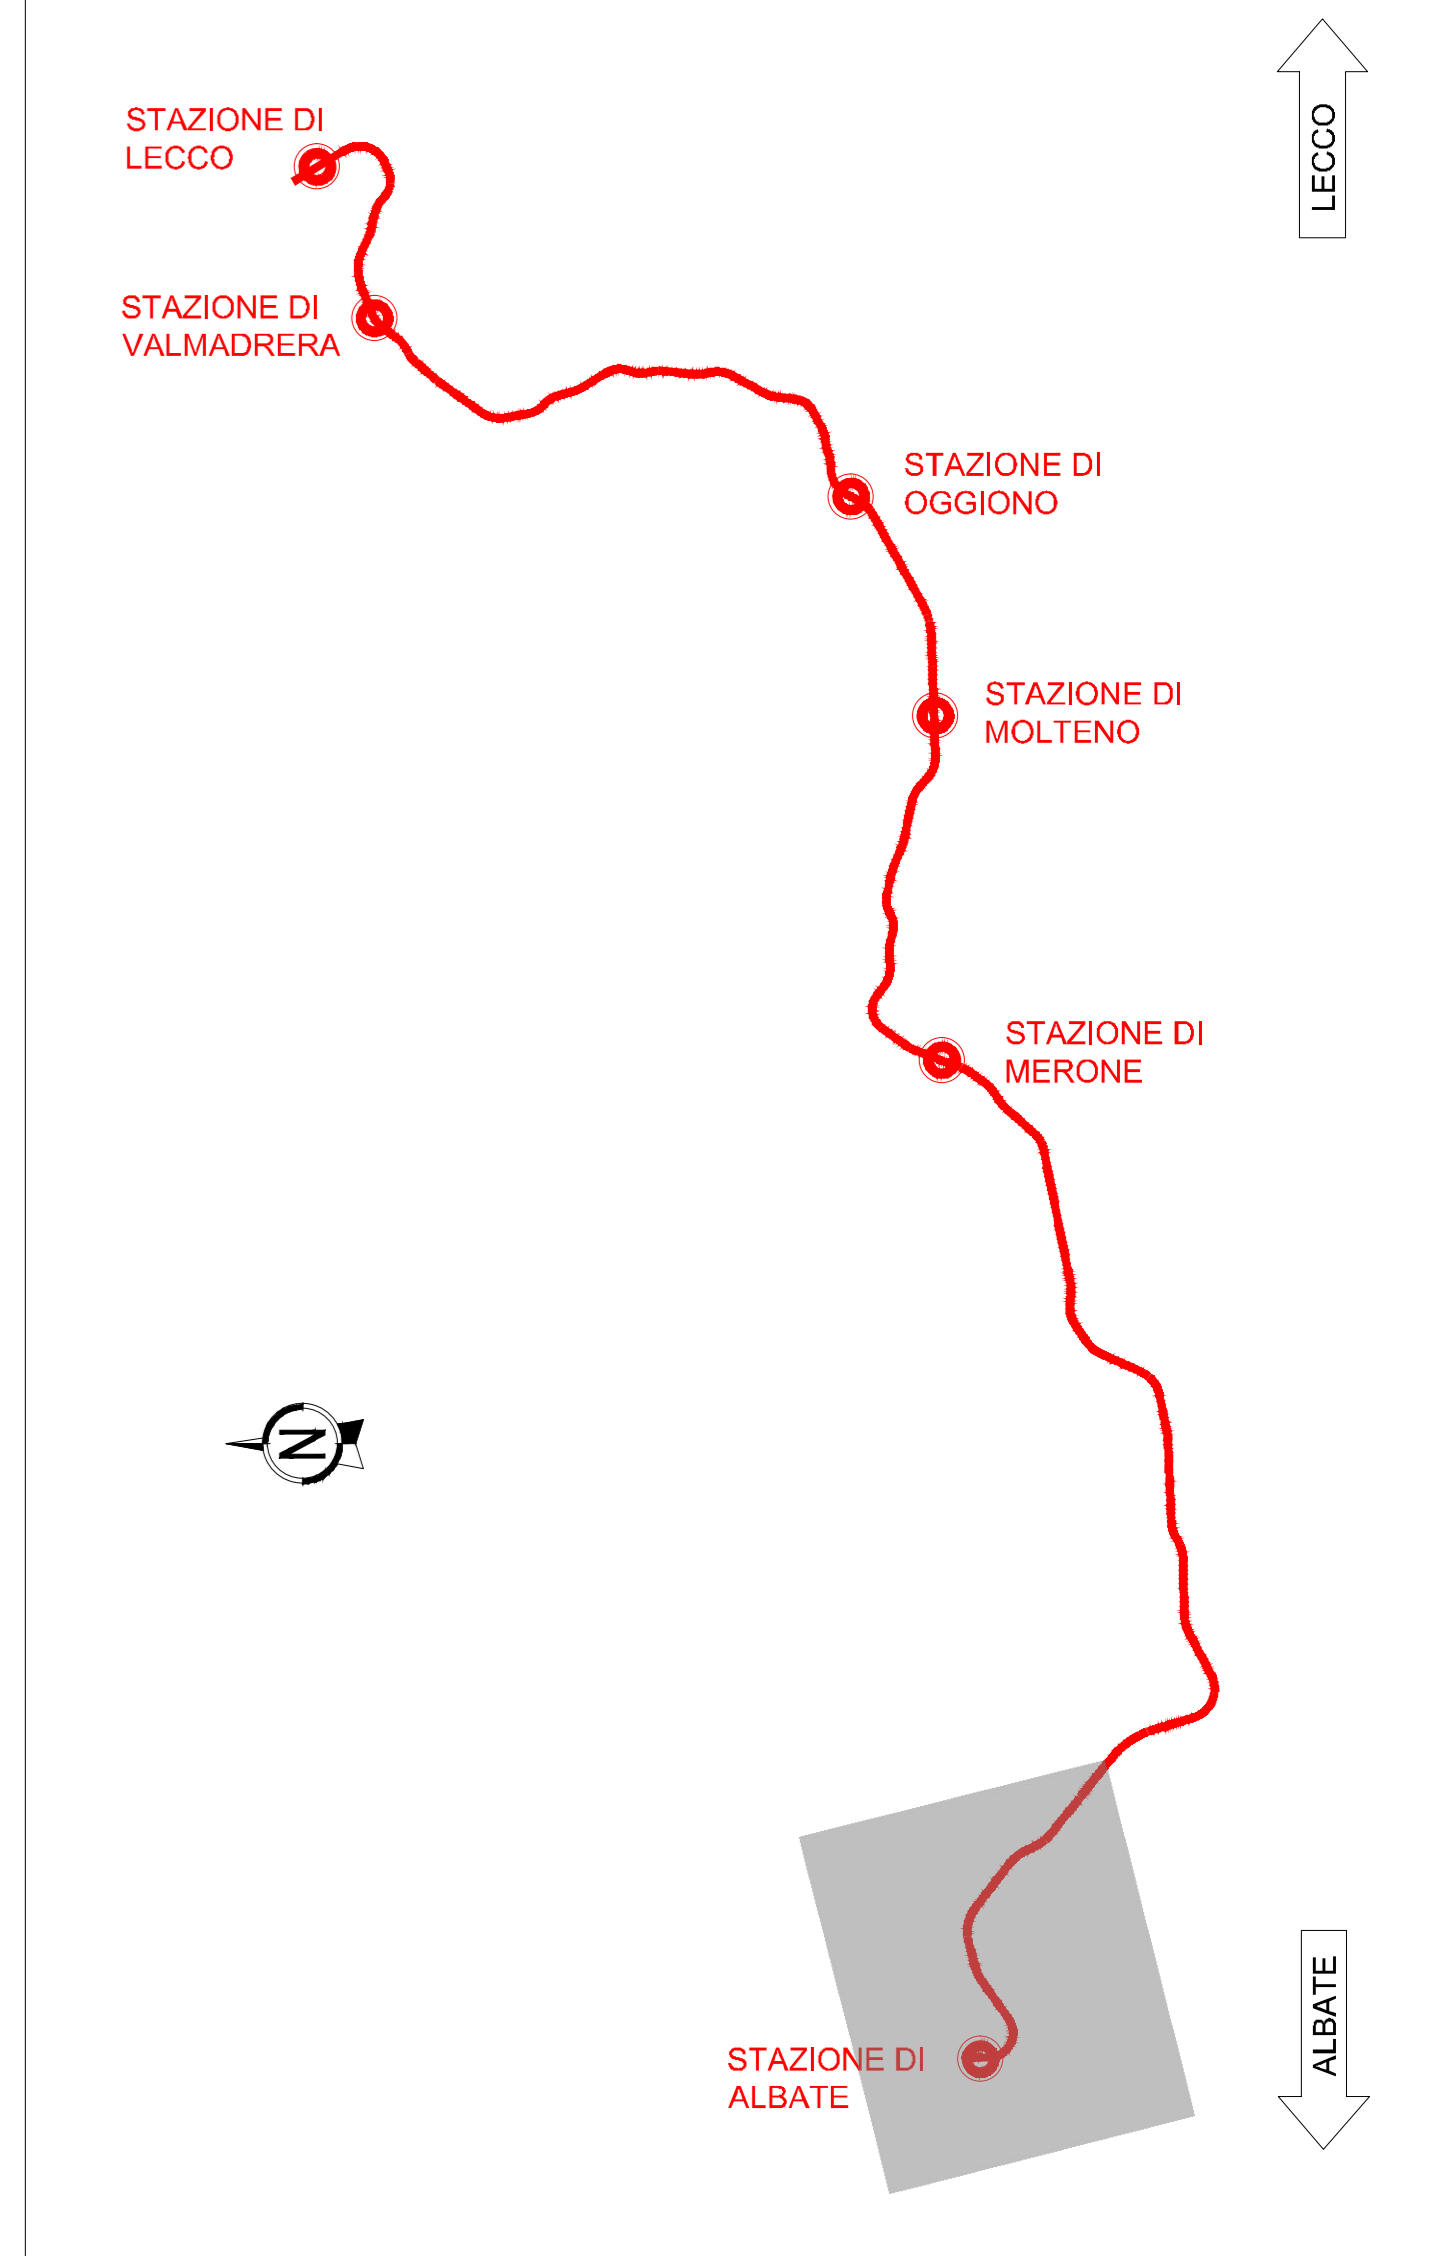 LECCO
STAZIONE DI
LECCO
STAZIONE DI
VALMADRERA
STAZIONE DI
OGGIONO
STAZIONE DI
MOLTENO
STAZIONE DI
MERONE
N
STAZIONE DI
ALBATE
ALBATE